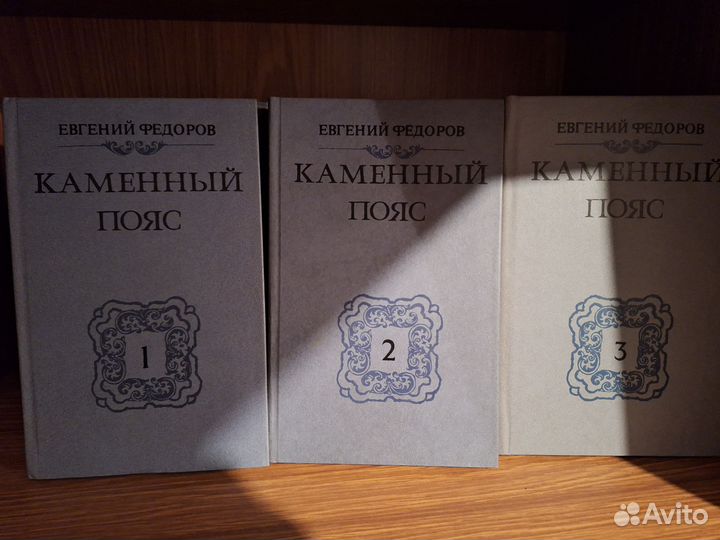 ЕВГЕНИЙ ФЕДОРОВ
КАМЕННЫЙ
ПОЯС
1
ЕВГЕНИЙ ФЕДОРОВ
КАМЕННЫЙ
ПОЯС
2
ЕВГЕНИЙ ФЕДОРОВ
КАМЕННЫЙ
ПОЯС
3
Avito